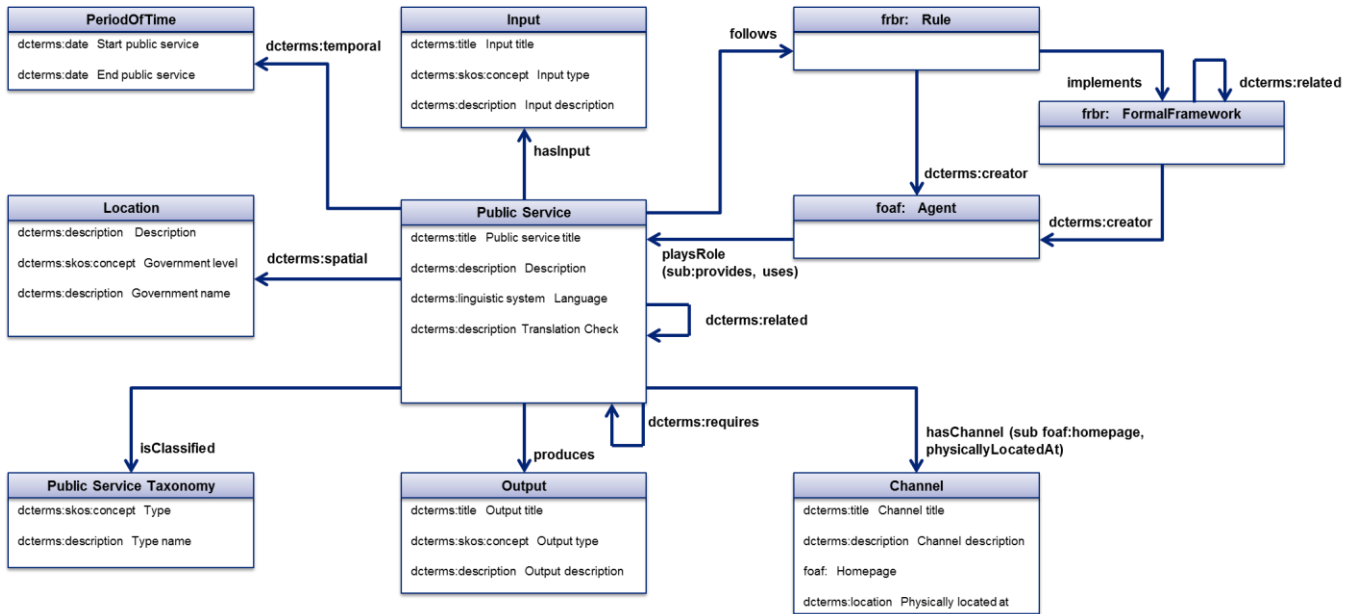 PeriodOfTime
dcterms:date Start public service
dcterms:date End public service
dcterms:temporal
Input
dcterms:title Input title
dcterms:skos:concept Input type
dcterms:description Input description
hasInput
follows
frbr: Rule
implements
dcterms:related
frbr: FormalFramework
dcterms:creator
dcterms:creator
foaf: Agent
playsRole
(sub:provides, uses)
Location
dcterms:description Description
dcterms:skos:concept Government level
dcterms:description Government name
dcterms:spatial
Public Service
dcterms:title Public service title
dcterms:description Description
dcterms:linguistic system Language
dcterms:description Translation Check
dcterms:related
dcterms:requires
isClassified
produces
hasChannel (sub foaf:homepage,
physicallyLocatedAt)
Public Service Taxonomy
dcterms:skos:concept Type
dcterms:description Type name
Output
dcterms:title Output title
dcterms:skos:concept Output type
dcterms:description Output description
Channel
dcterms:title Channel title
dcterms:description Channel description
foaf: Homepage
dcterms:location Physically located at